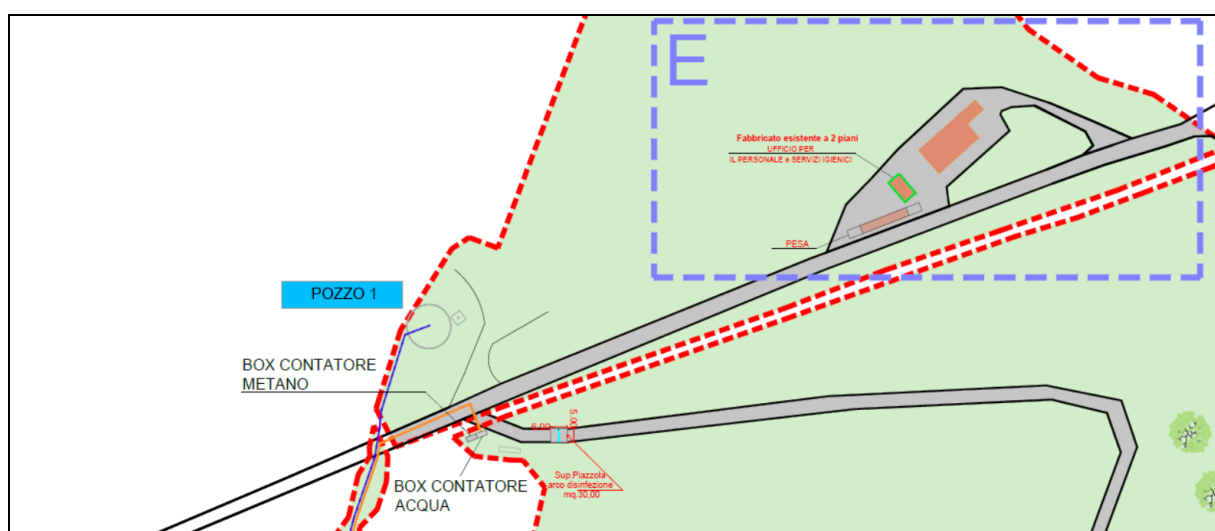 E
Fabbricato esistente a 2 piani
UFFICIO PER
IL PERSONALE e SERVIZI IGIENICI
PESA
POZZO 1
BOX CONTATORE
METANO
6.00
5.00
Sup.Piazzola
arco disinfezione
mq.30,00
BOX CONTATORE
ACQUA